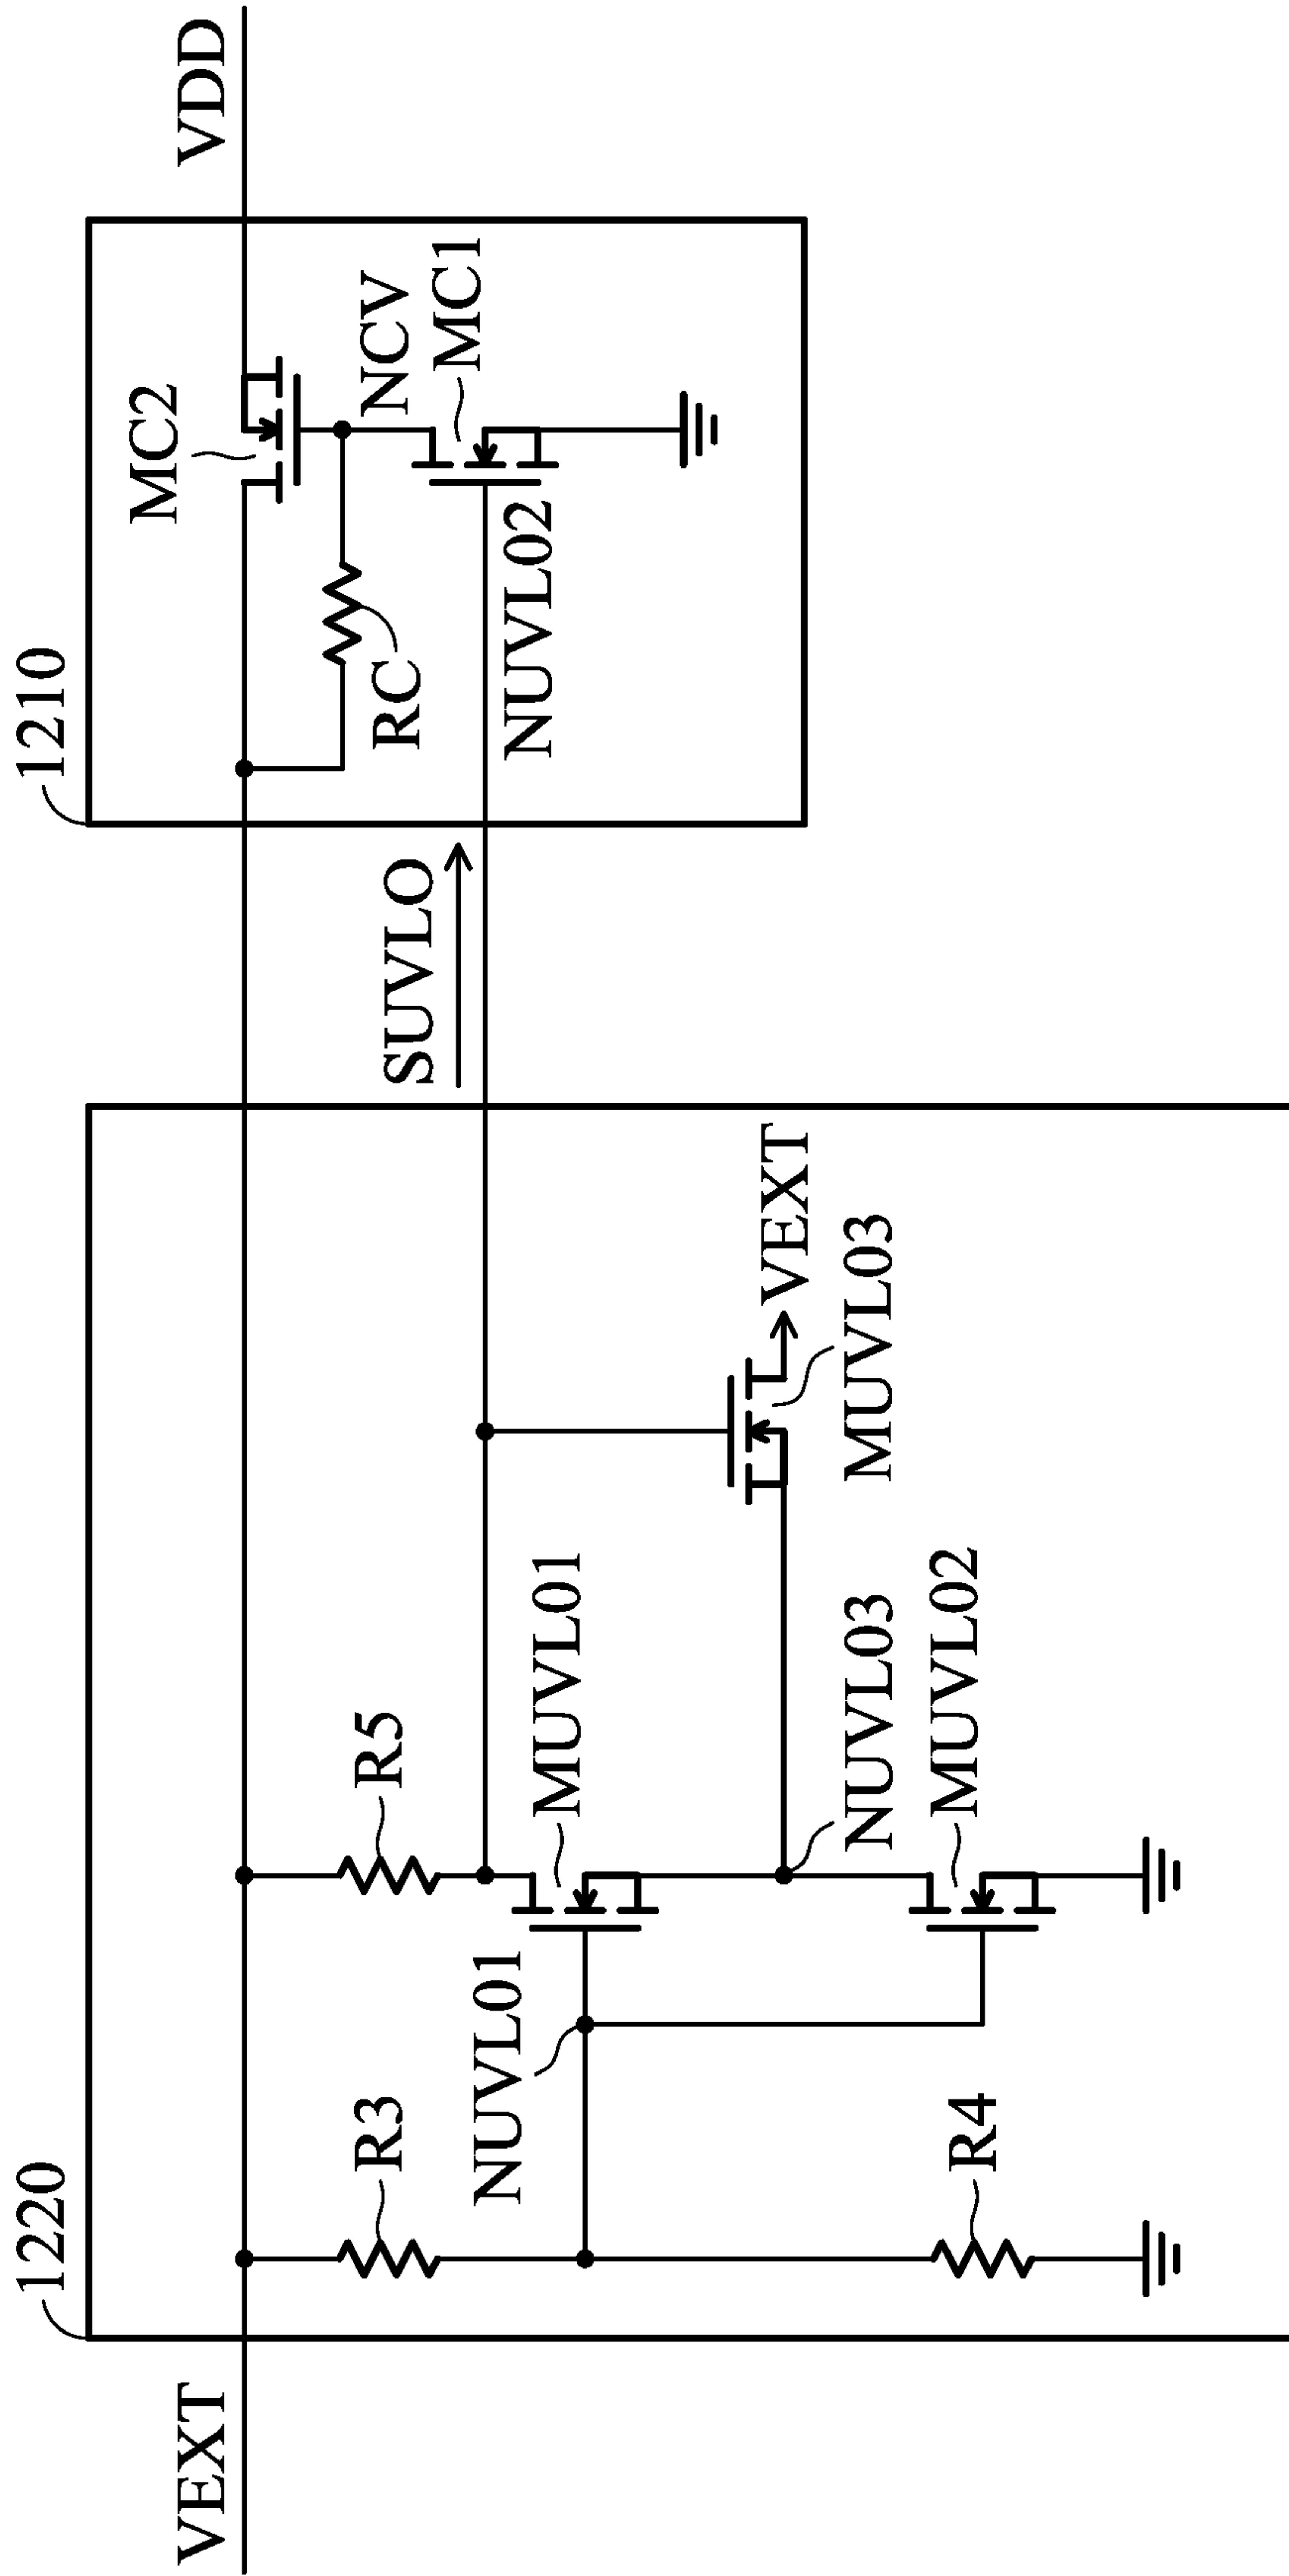 1220
1210
VEXT
R3
R5
NUVL01
MUVL01
R4
NUVL03
MUVL02
VEXT
MUVL03
SUVLO
MC2
VDD
RC
NCV
MC1
NUVL02